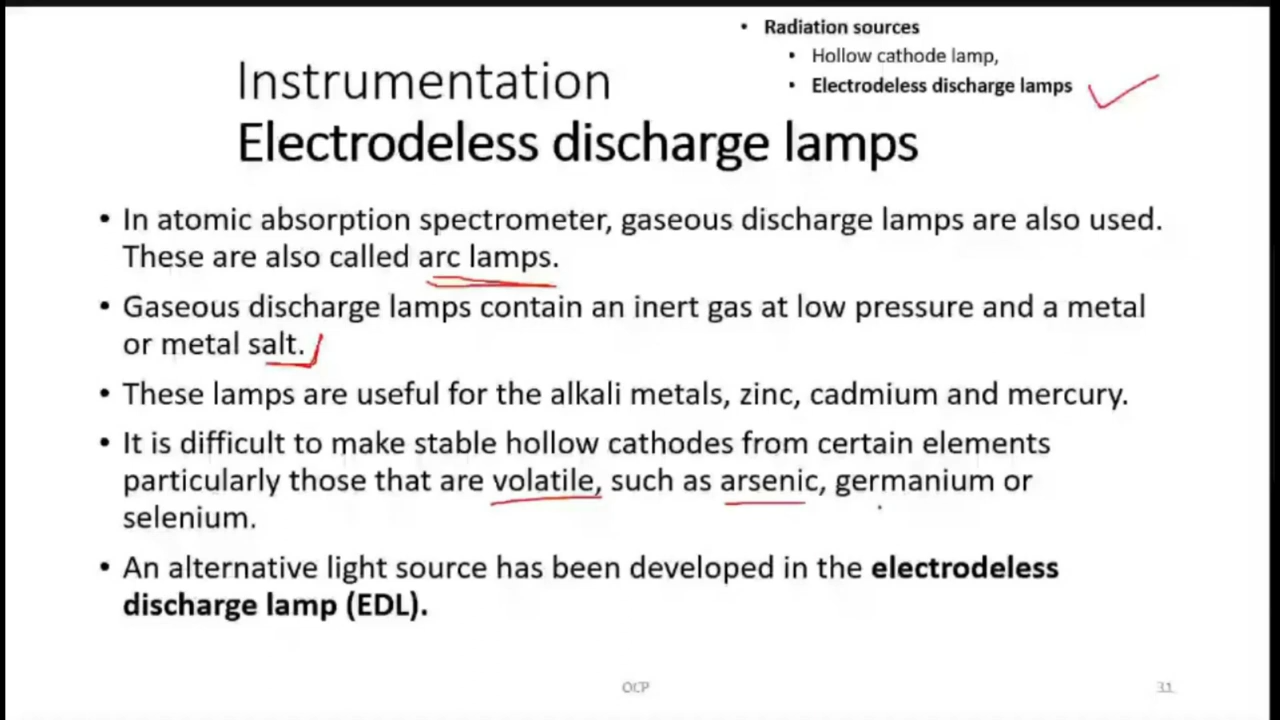 • Radiation sources
• Hollow cathode lamp,
• Electrodeless discharge lamps
Instrumentation
Electrodeless discharge lamps
• In atomic absorption spectrometer, gaseous discharge lamps are also used.
These are also called arc lamps.
• Gaseous discharge lamps contain an inert gas at low pressure and a metal
or metal salt.
• These lamps are useful for the alkali metals, zinc, cadmium and mercury.
• It is difficult to make stable hollow cathodes from certain elements
particularly those that are volatile, such as arsenic, germanium or
selenium.
• An alternative light source has been developed in the electrodeless
discharge lamp (EDL).
OCP
31